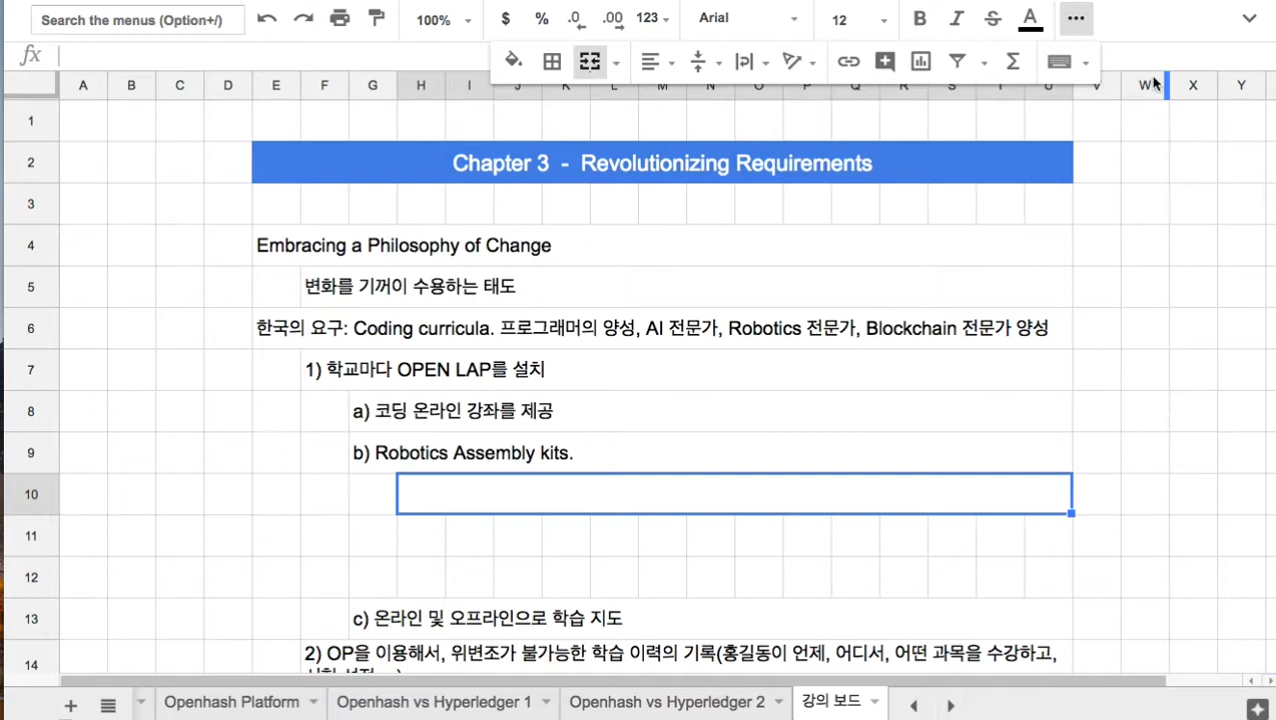 Search the menus (Option+/) 100% $ % .0 .00 123 Arial 12 B I S A
fx
A B C D E F G H I J K L M N O P Q R S T U V W X Y
1
2 Chapter 3 - Revolutionizing Requirements
3
4 Embracing a Philosophy of Change
5 변화를 기꺼이 수용하는 태도
6 한국의 요구: Coding curricula. 프로그래머의 양성, AI 전문가, Robotics 전문가, Blockchain 전문가 양성
7 1) 학교마다 OPEN LAP를 설치
8 a) 코딩 온라인 강좌를 제공
9 b) Robotics Assembly kits.
10
11
12
13 c) 온라인 및 오프라인으로 학습 지도
14 2) OP을 이용해서, 위변조가 불가능한 학습 이력의 기록(홍길동이 언제, 어디서, 어떤 과목을 수강하고,
Openhash Platform Openhash vs Hyperledger 1 Openhash vs Hyperledger 2 강의 보드